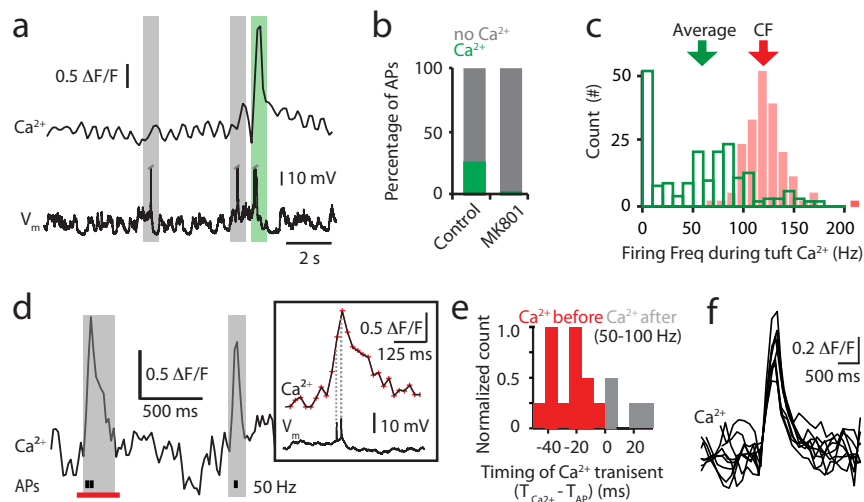 a
0.5 ΔF/F
Ca²⁺
10 mV
Vₘ
2 s
b
no Ca²⁺
Ca²⁺
Percentage of APs
100
50
0
Control
MK801
c
Average
CF
Count (#)
50
25
0
0
50
100
150
200
Firing Freq during tuft Ca²⁺ (Hz)
d
0.5 ΔF/F
500 ms
Ca²⁺
APs
50 Hz
0.5 ΔF/F
125 ms
Ca²⁺
Vₘ
10 mV
e
Ca²⁺ before Ca²⁺ after
(50-100 Hz)
Normalized count
1.0
0.5
0
-40
-20
0
20
Timing of Ca²⁺ tranisent
(T_Ca²⁺ - T_AP) (ms)
f
0.2 ΔF/F
500 ms
Ca²⁺